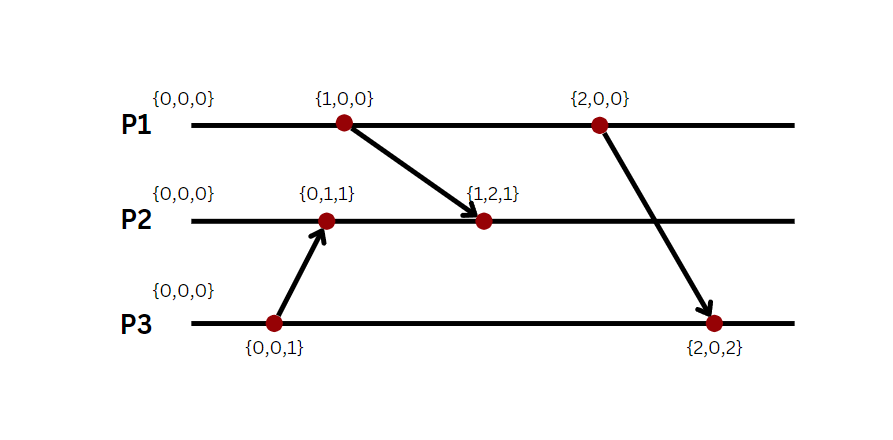 {0,0,0} {1,0,0} {2,0,0}
P1
{0,0,0} {0,1,1} {1,2,1}
P2
{0,0,0}
P3
{0,0,1} {2,0,2}